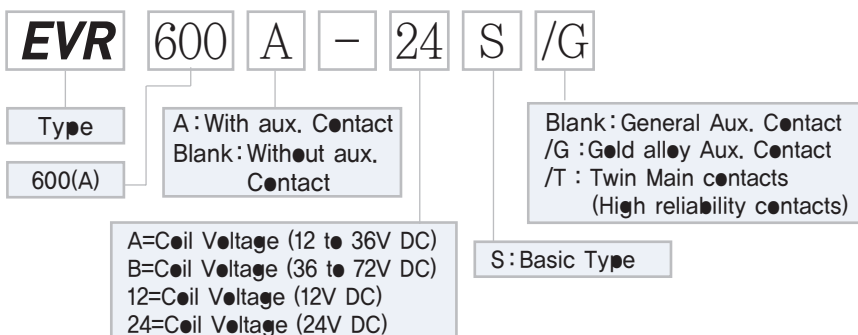 EVR 600 A - 24 S /G
Type
600(A)
A:With aux. Contact
Blank:Without aux.
Contact
A=Coil Voltage (12 to 36V DC)
B=Coil Voltage (36 to 72V DC)
12=Coil Voltage (12V DC)
24=Coil Voltage (24V DC)
S:Basic Type
Blank:General Aux. Contact
/G :Gold alloy Aux. Contact
/T : Twin Main contacts
(High reliability contacts)